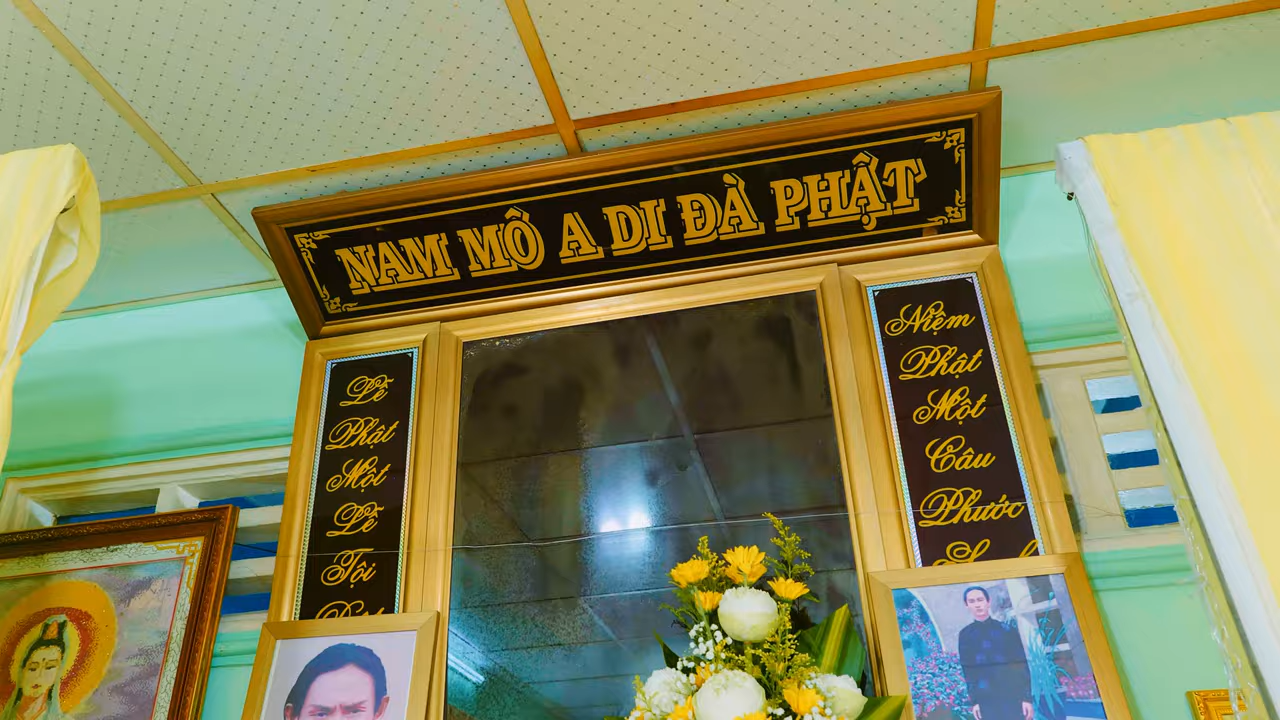 NAM MÔ A DI ĐÀ PHẬT
Lễ
Phật
Một
Lễ
Tội
Niệm
Phật
Một
Câu
Phước